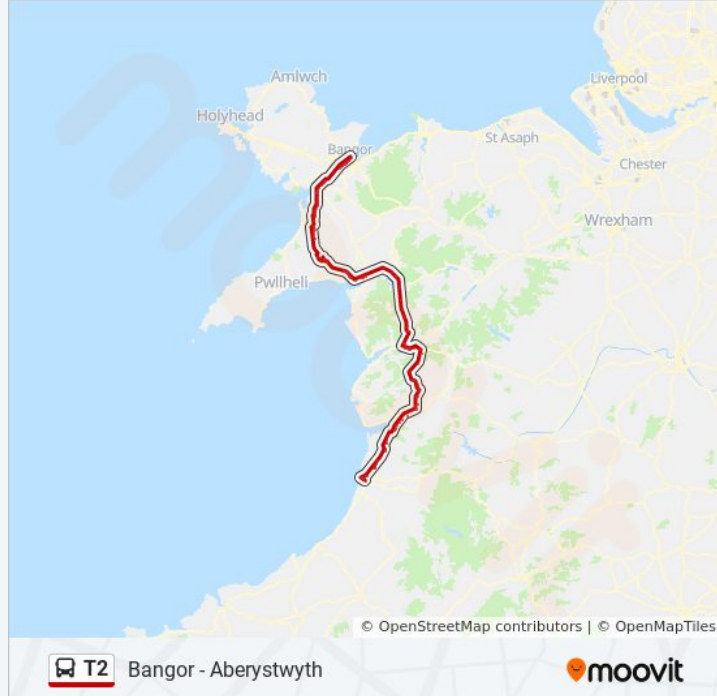 Amlwch
Liverpool
Holyhead
St Asaph
Bangor
Chester
Wrexham
Pwllheli
© OpenStreetMap contributors | © OpenMapTiles
T2 Bangor - Aberystwyth
moovit